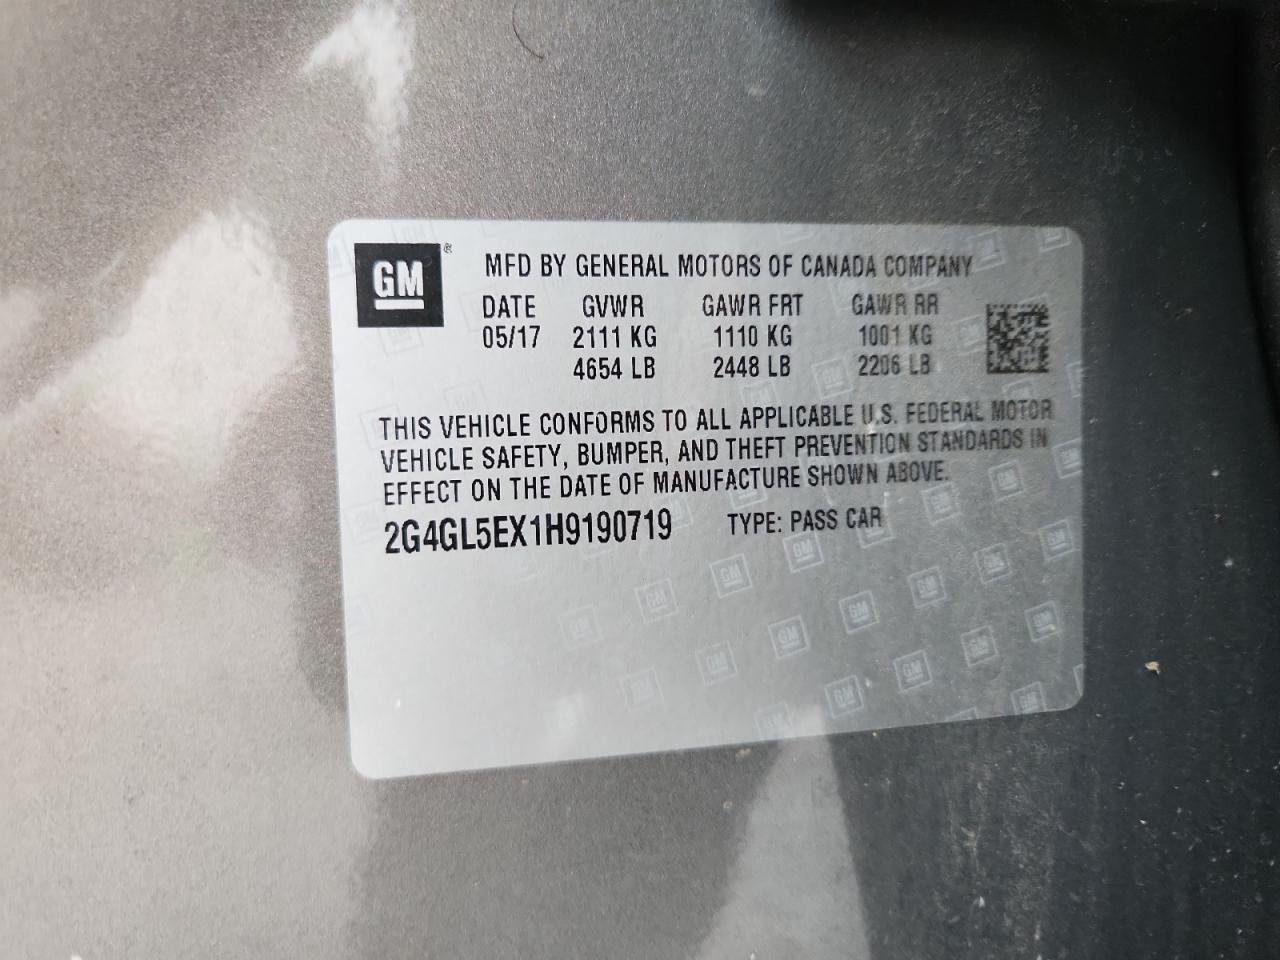 GM ®
MFD BY GENERAL MOTORS OF CANADA COMPANY
DATE GVWR GAWR FRT GAWR RR
05/17 2111 KG 1110 KG 1001 KG
4654 LB 2448 LB 2206 LB
THIS VEHICLE CONFORMS TO ALL APPLICABLE U.S. FEDERAL MOTOR
VEHICLE SAFETY, BUMPER, AND THEFT PREVENTION STANDARDS IN
EFFECT ON THE DATE OF MANUFACTURE SHOWN ABOVE.
2G4GL5EX1H9190719 TYPE: PASS CAR